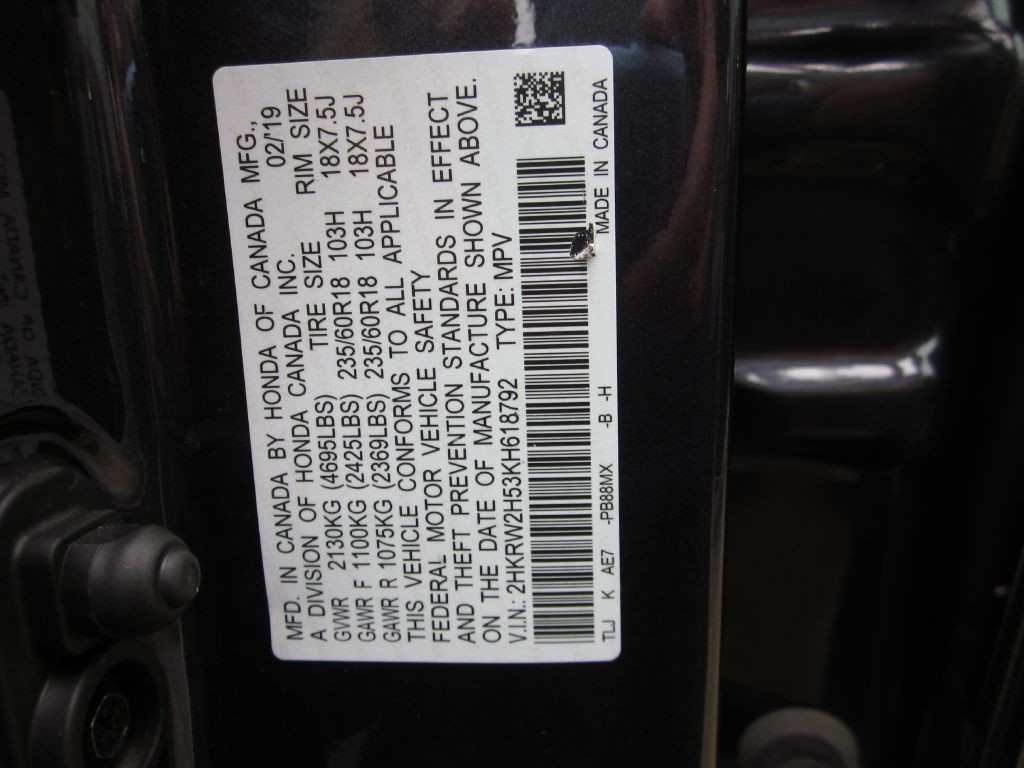 MFD. IN CANADA BY HONDA OF CANADA MFG.,
A DIVISION OF HONDA CANADA INC. 02/'19
TIRE SIZE RIM SIZE
GVWR 2130KG (4695LBS)
GAWR F 1100KG (2425LBS) 235/60R18 103H 18X7.5J
GAWR R 1075KG (2369LBS) 235/60R18 103H 18X7.5J
THIS VEHICLE CONFORMS TO ALL APPLICABLE
FEDERAL MOTOR VEHICLE SAFETY
AND THEFT PREVENTION STANDARDS IN EFFECT
ON THE DATE OF MANUFACTURE SHOWN ABOVE.
V.I.N.: 2HKRW2H53KH618792 TYPE: MPV
TLJ K AE7 -PB88MX -B -H MADE IN CANADA